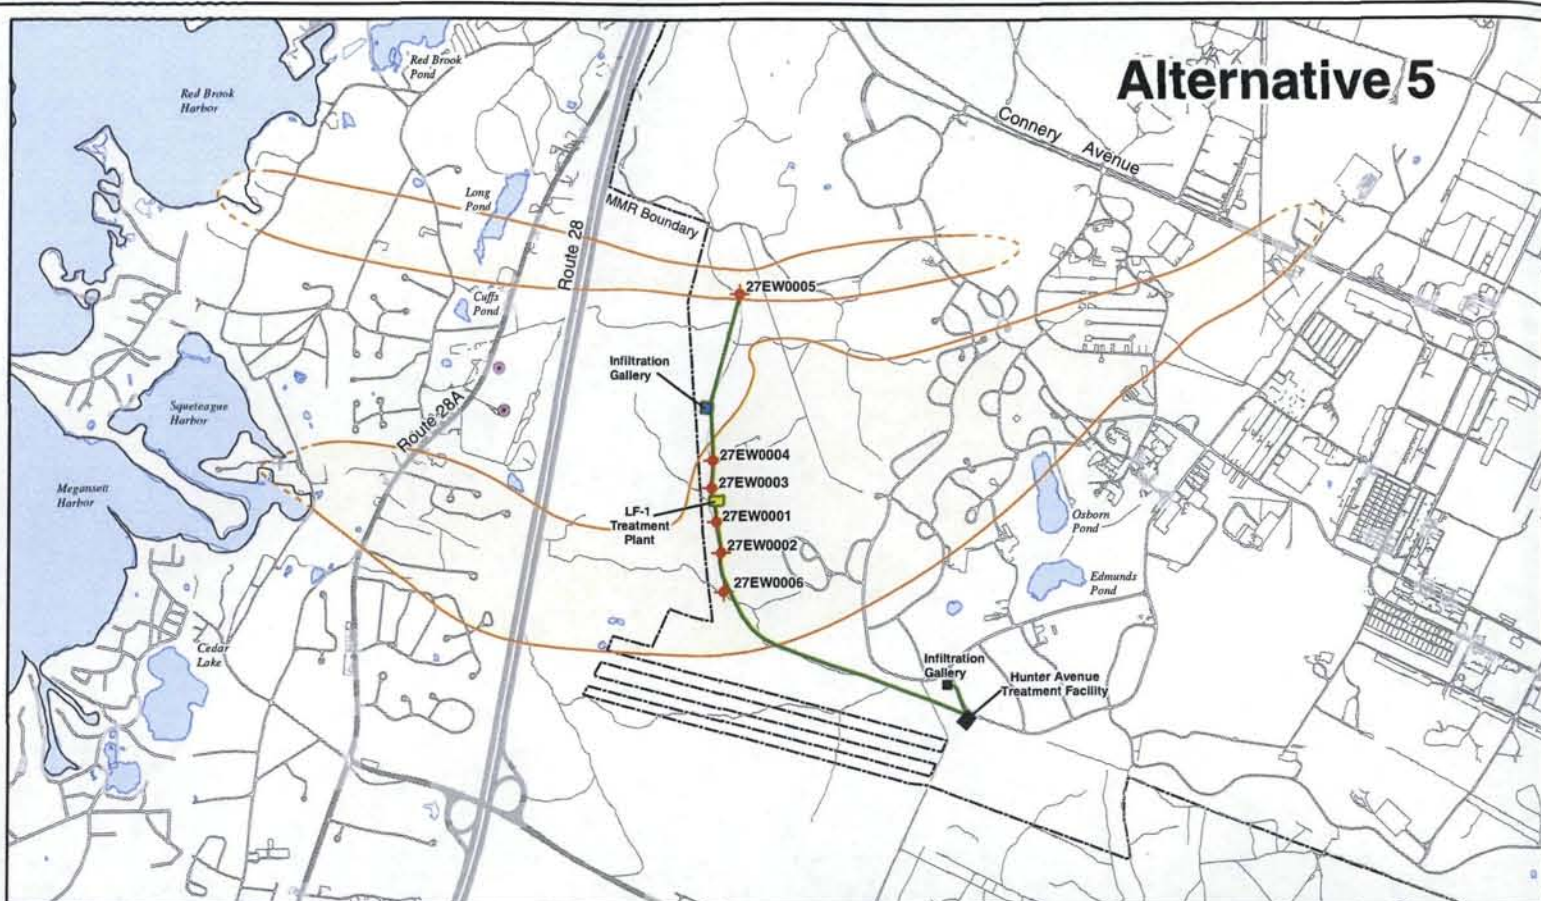 Alternative 5
Red Brook
Pond
Red Brook
Harbor
Connery Avenue
Long
Pond
MMR Boundary
Route 28
27EW0005
Cuffs
Pond
Infiltration
Gallery
Squeteague
Harbor
Route 28A
27EW0004
27EW0003
Megansett
Harbor
LF-1
Treatment
Plant
27EW0001
Osborn
Pond
27EW0002
27EW0006
Edmunds
Pond
Cedar
Lake
Infiltration
Gallery
Hunter Avenue
Treatment Facility